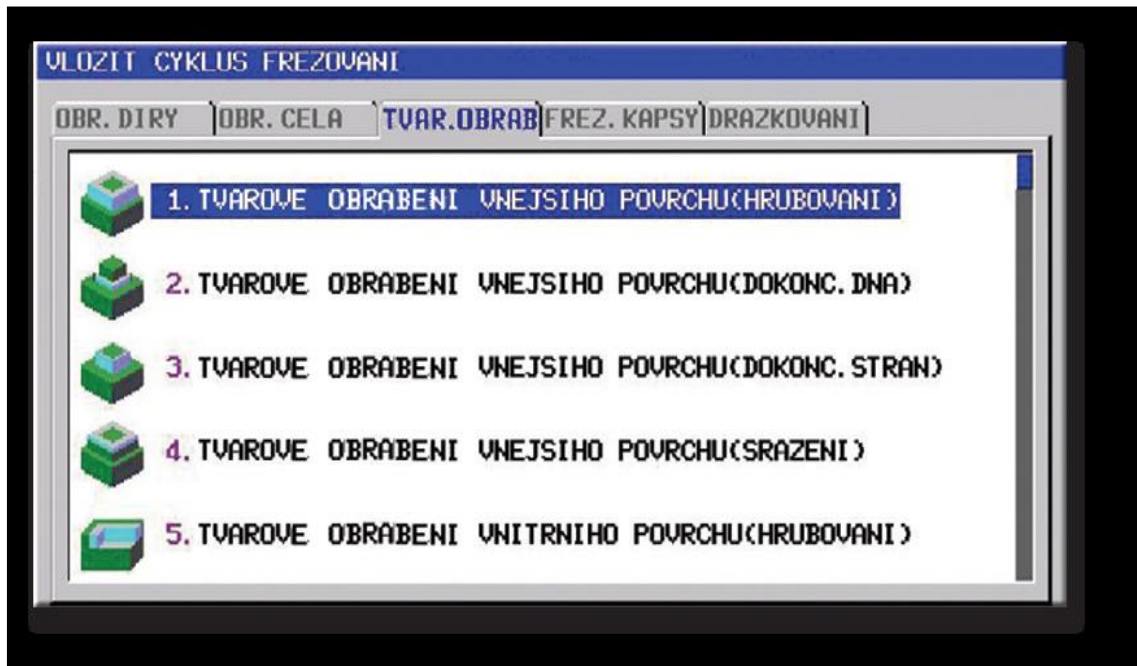 VLOZIT CYKLUS FREZOVANI
OBR.DIRY OBR.CELA TVAR.OBRAB FREZ.KAPSY DRAZKOVANI
1.TVAROVE OBRABENI VNEJSIHO POVRCHU(HRUBOVANI)
2.TVAROVE OBRABENI VNEJSIHO POVRCHU(DOKONC.DNA)
3.TVAROVE OBRABENI VNEJSIHO POVRCHU(DOKONC.STRAN)
4.TVAROVE OBRABENI VNEJSIHO POVRCHU(SRAZENI)
5.TVAROVE OBRABENI VNITRNIHO POVRCHU(HRUBOVANI)